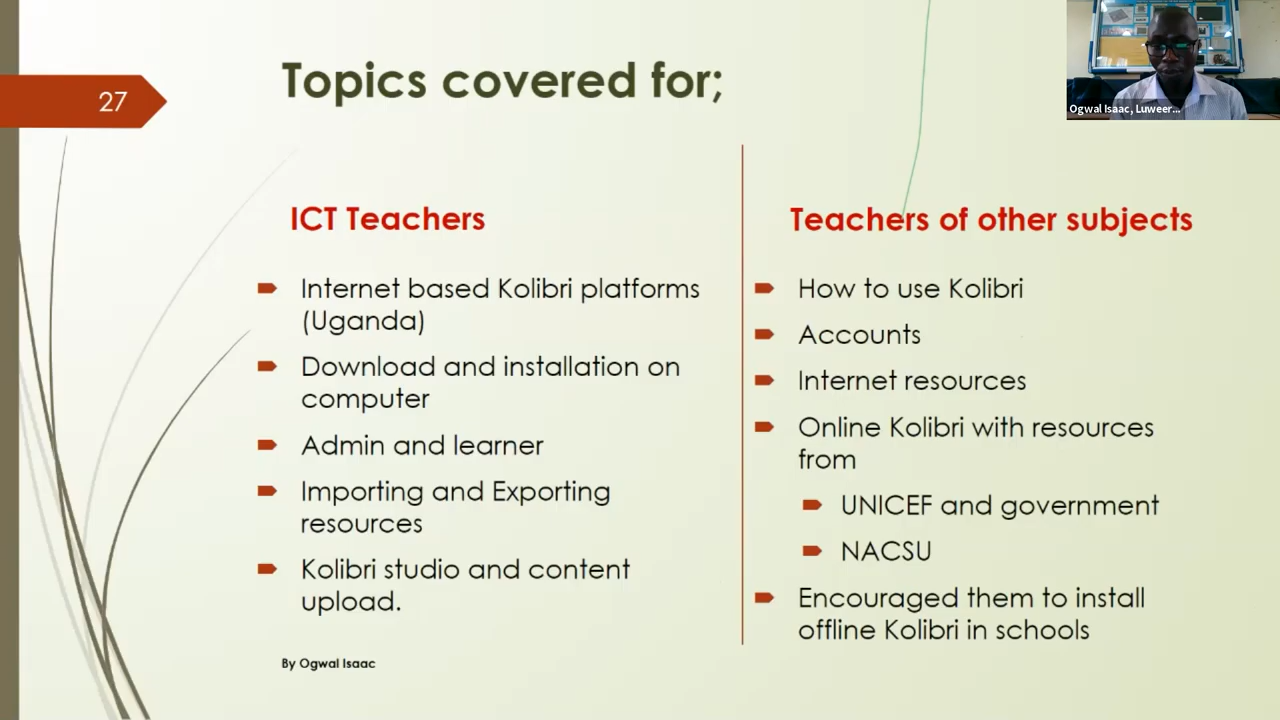 27
Topics covered for;
Ogwal Isaac, Luweer...
ICT Teachers
Internet based Kolibri platforms
(Uganda)
Download and installation on
computer
Admin and learner
Importing and Exporting
resources
Kolibri studio and content
upload.
Teachers of other subjects
How to use Kolibri
Accounts
Internet resources
Online Kolibri with resources
from
UNICEF and government
NACSU
Encouraged them to install
offline Kolibri in schools
By Ogwal Isaac